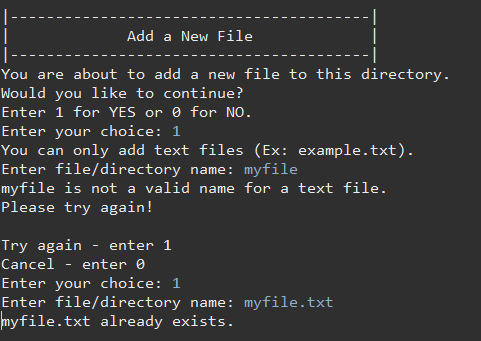 |----------------------------------------|
|             Add a New File             |
|----------------------------------------|
You are about to add a new file to this directory.
Would you like to continue?
Enter 1 for YES or 0 for NO.
Enter your choice: 1
You can only add text files (Ex: example.txt).
Enter file/directory name: myfile
myfile is not a valid name for a text file.
Please try again!

Try again - enter 1
Cancel - enter 0
Enter your choice: 1
Enter file/directory name: myfile.txt
myfile.txt already exists.